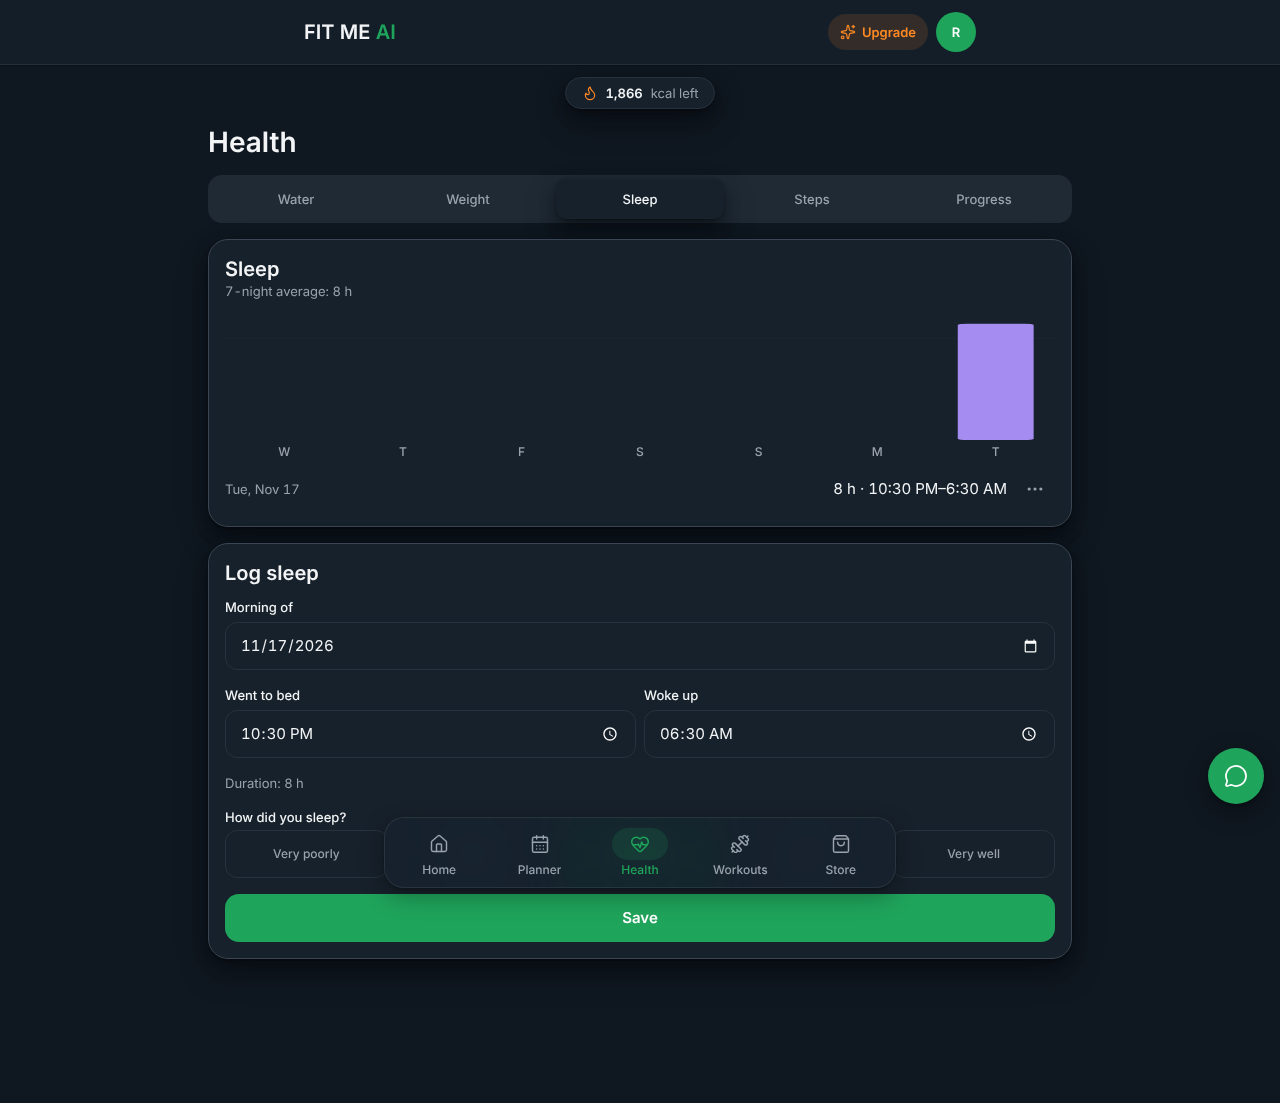 FIT ME AI
Upgrade
R
1,866 kcal left
Health
Water Weight Sleep Steps Progress
Sleep
7-night average: 8 h
W T F S S M T
Tue, Nov 17
8 h · 10:30 PM–6:30 AM
Log sleep
Morning of
11/17/2026
Went to bed
Woke up
10:30 PM
06:30 AM
Duration: 8 h
How did you sleep?
Very poorly
Very well
Home Planner Health Workouts Store
Save